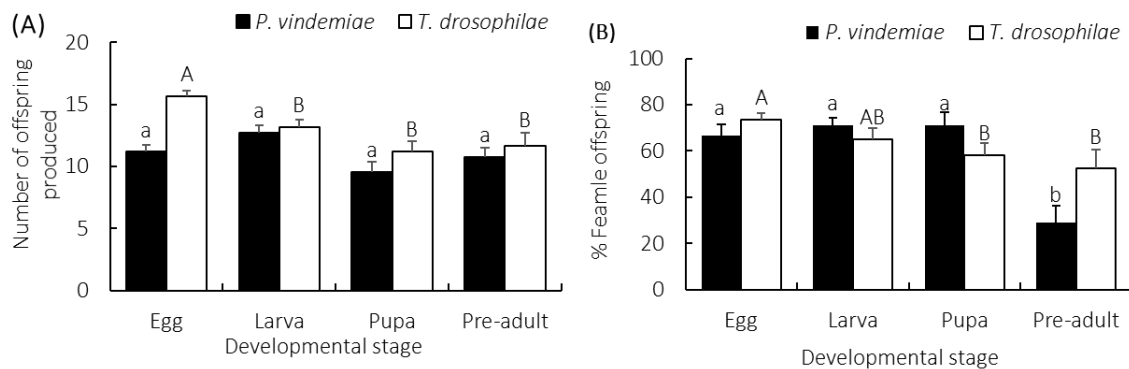 (A)
P. vindemiae T. drosophilae
Number of offspring
produced
20
15
10
5
0
a A a B a B a B
Egg Larva Pupa Pre-adult
Developmental stage
(B)
P. vindemiae T. drosophilae
% Feamle offspring
100
80
60
40
20
0
a A a AB a B b B
Egg Larva Pupa Pre-adult
Developmental stage